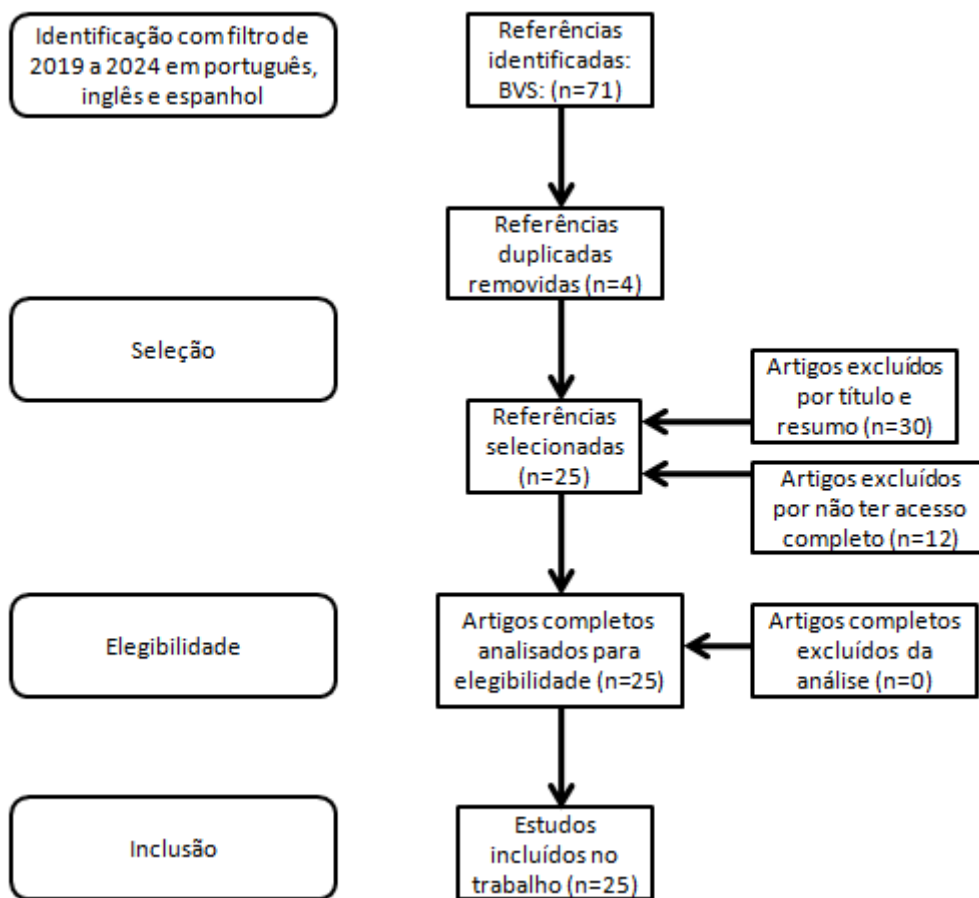 Identificação com filtro de
2019 a 2024 em português,
inglês e espanhol
Referências
identificadas:
BVS: (n=71)
Referências
duplicadas
removidas (n=4)
Seleção
Artigos excluídos
por título e
resumo (n=30)
Referências
selecionadas
(n=25)
Artigos excluídos
por não ter acesso
completo (n=12)
Elegibilidade
Artigos completos
analisados para
elegibilidade (n=25)
Artigos completos
excluídos da
análise (n=0)
Inclusão
Estudos
incluídos no
trabalho (n=25)